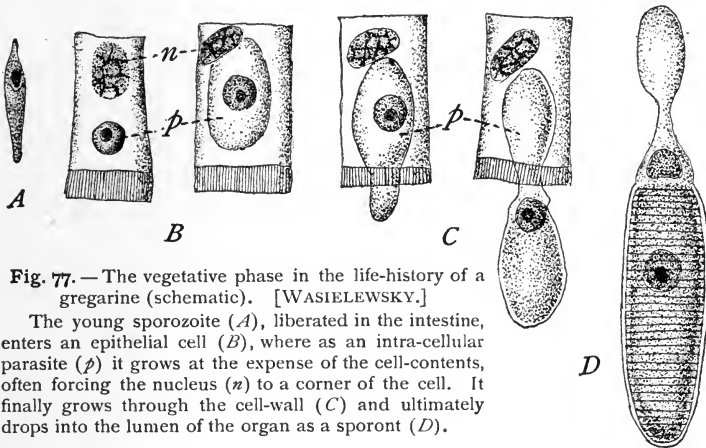 n
p
p
A
B
C
D
Fig. 77. — The vegetative phase in the life-history of a
gregarine (schematic). [WASIELEWSKY.]
The young sporozoite (A), liberated in the intestine,
enters an epithelial cell (B), where as an intra-cellular
parasite (p) it grows at the expense of the cell-contents,
often forcing the nucleus (n) to a corner of the cell. It
finally grows through the cell-wall (C) and ultimately
drops into the lumen of the organ as a sporont (D).